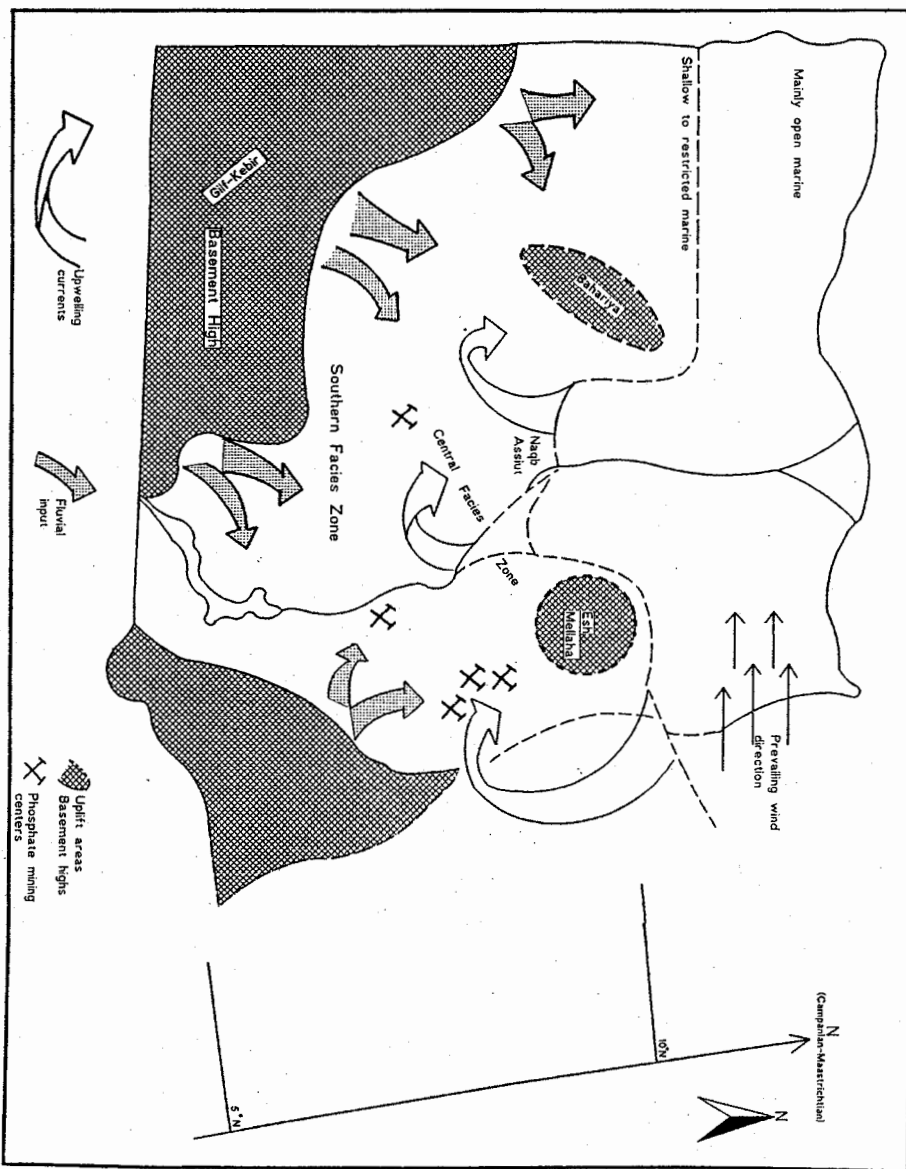 Mainly open marine
Shallow to restricted marine
Bahariya
Gilf-Kebir
Basement High
Southern Facies Zone
Central Facies
Zone
Naqb
Assiut
Esh
Mellaha
Prevailing wind
direction
N
(Campanian-Maastrichtian)
N
10°N
5°N
Upwelling
currents
Fluvial
input
Uplift areas
Basement highs
Phosphate mining
centers